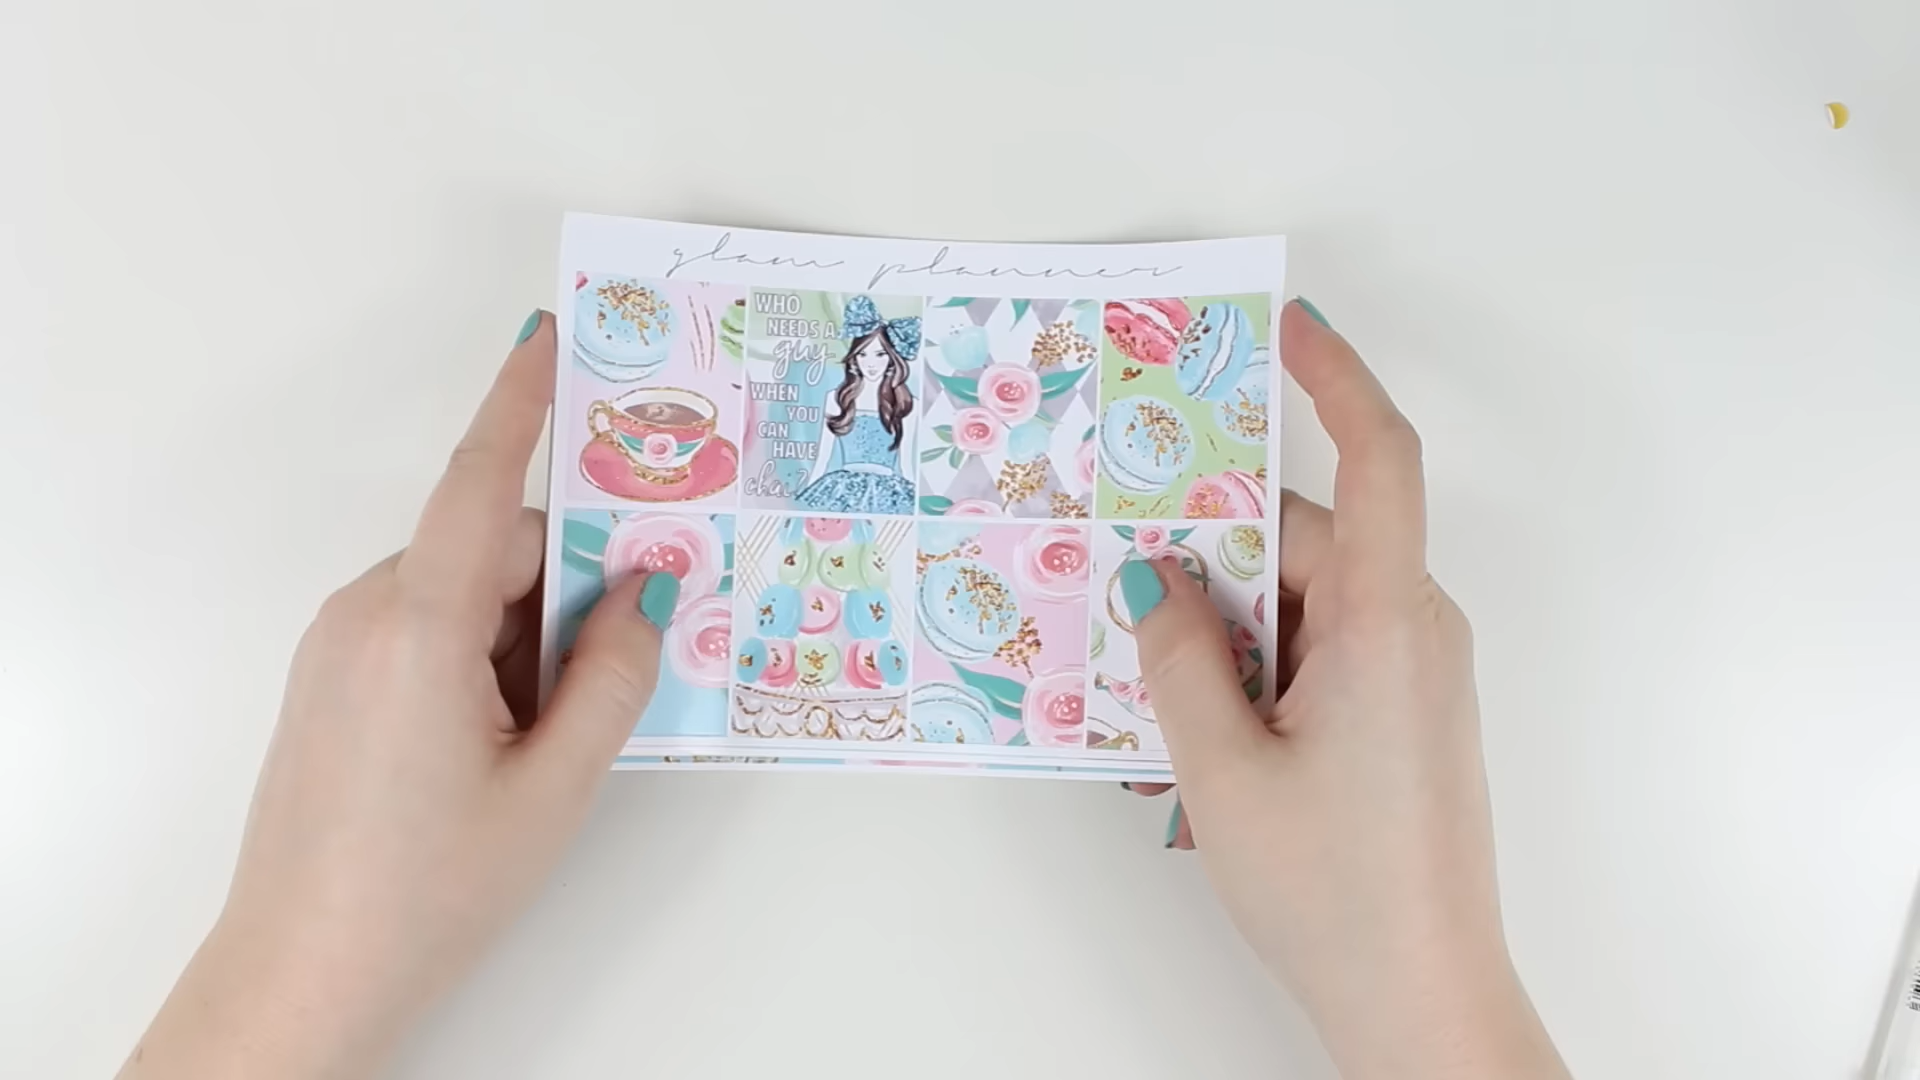 glam planner
WHO
NEEDS A
guy
WHEN
YOU
CAN
HAVE
chai?